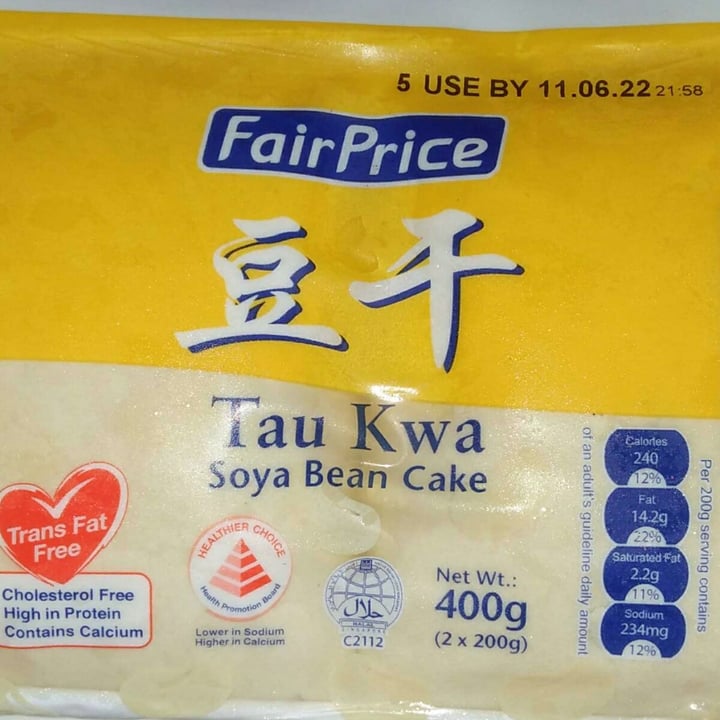 5 USE BY 11.06.22 21:58
FairPrice
豆干
Tau Kwa
Soya Bean Cake
Trans Fat
Free
Cholesterol Free
High in Protein
Contains Calcium
HEALTHIER CHOICE
Health Promotion Board
Lower in Sodium
Higher in Calcium
حلال
HALAL
SINGAPORE
C2112
Net Wt.:
400g
(2 x 200g)
Per 200g serving contains
Calories
240
12%
Fat
14.2g
22%
Saturated Fat
2.2g
11%
Sodium
234mg
12%
of an adult's guideline daily amount